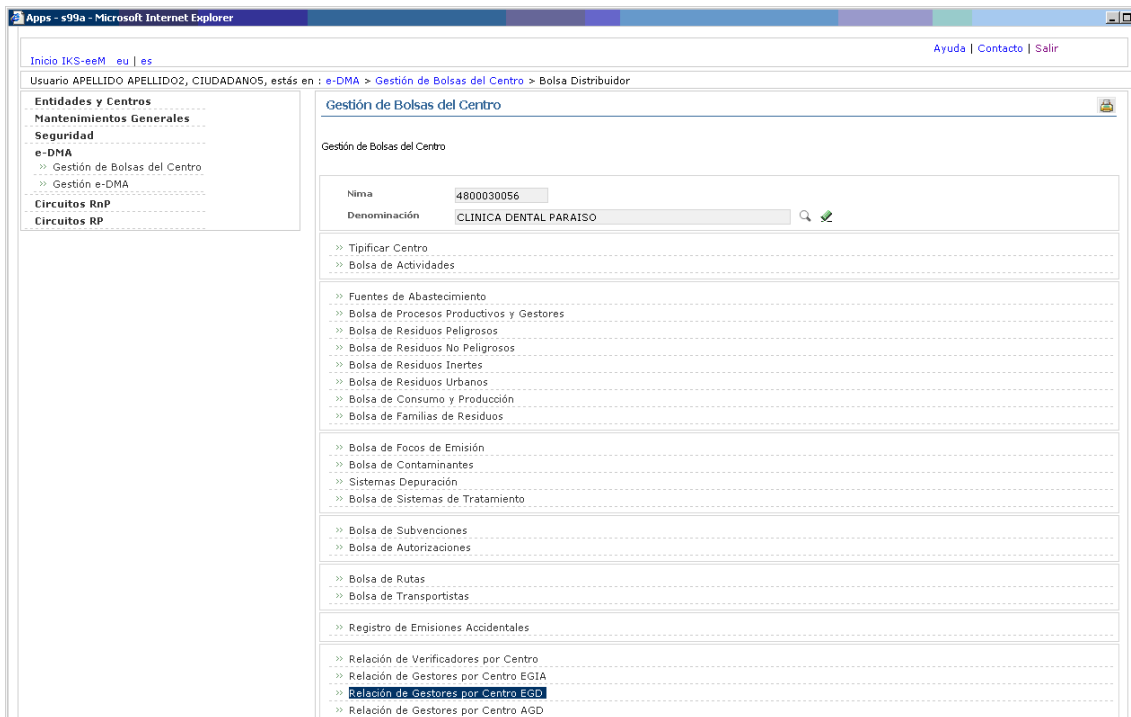 Apps - s99a - Microsoft Internet Explorer
Ayuda | Contacto | Salir
Inicio IKS-eeM eu | es
Usuario APELLIDO APELLIDO2, CIUDADANO5, estás en : e-DMA > Gestión de Bolsas del Centro > Bolsa Distribuidor
Entidades y Centros
Mantenimientos Generales
Seguridad
e-DMA
» Gestión de Bolsas del Centro
» Gestión e-DMA
Circuitos RnP
Circuitos RP
Gestión de Bolsas del Centro
Gestión de Bolsas del Centro
Nima 4800030056
Denominación CLINICA DENTAL PARAISO
» Tipificar Centro
» Bolsa de Actividades
» Fuentes de Abastecimiento
» Bolsa de Procesos Productivos y Gestores
» Bolsa de Residuos Peligrosos
» Bolsa de Residuos No Peligrosos
» Bolsa de Residuos Inertes
» Bolsa de Residuos Urbanos
» Bolsa de Consumo y Producción
» Bolsa de Familias de Residuos
» Bolsa de Focos de Emisión
» Bolsa de Contaminantes
» Sistemas Depuración
» Bolsa de Sistemas de Tratamiento
» Bolsa de Subvenciones
» Bolsa de Autorizaciones
» Bolsa de Rutas
» Bolsa de Transportistas
» Registro de Emisiones Accidentales
» Relación de Verificadores por Centro
» Relación de Gestores por Centro EGIA
» Relación de Gestores por Centro EGD
» Relación de Gestores por Centro AGD